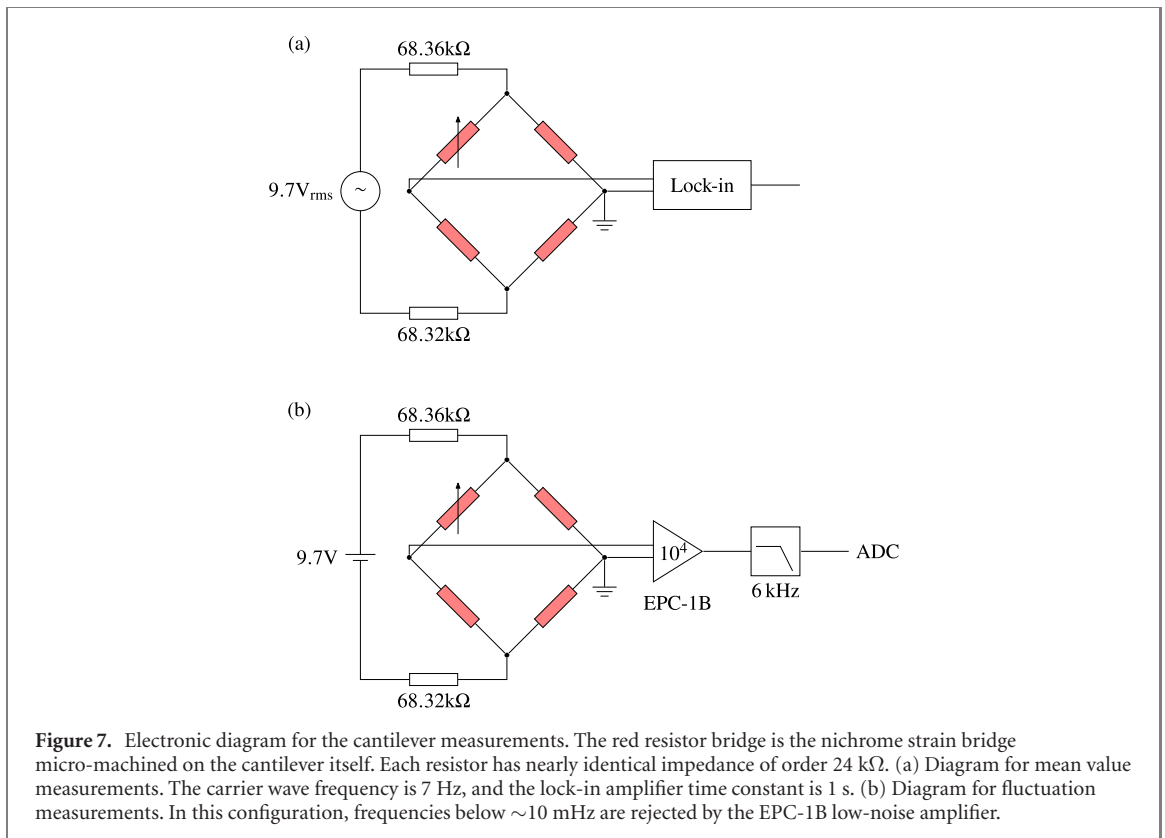 (a)
68.36kΩ
9.7Vrms
~
Lock-in
68.32kΩ
(b)
68.36kΩ
9.7V
10⁴
EPC-1B
6 kHz
ADC
68.32kΩ
Figure 7. Electronic diagram for the cantilever measurements. The red resistor bridge is the nichrome strain bridge
micro-machined on the cantilever itself. Each resistor has nearly identical impedance of order 24 kΩ. (a) Diagram for mean value
measurements. The carrier wave frequency is 7 Hz, and the lock-in amplifier time constant is 1 s. (b) Diagram for fluctuation
measurements. In this configuration, frequencies below ∼10 mHz are rejected by the EPC-1B low-noise amplifier.